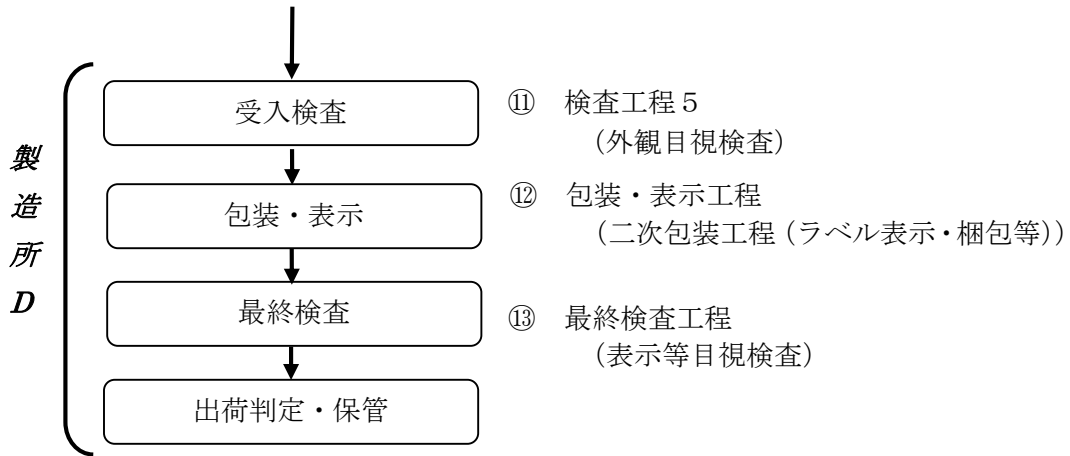 製造所D
受入検査
⑪ 検査工程５
（外観目視検査）
包装・表示
⑫ 包装・表示工程
（二次包装工程（ラベル表示・梱包等））
最終検査
⑬ 最終検査工程
（表示等目視検査）
出荷判定・保管